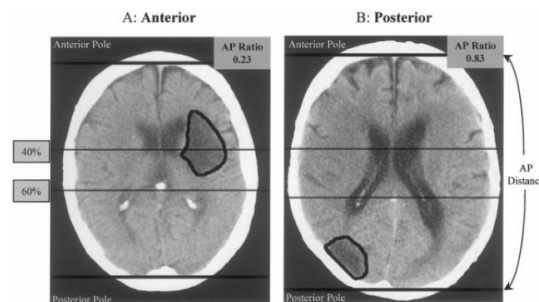 A: Anterior
B: Posterior
Anterior Pole
AP Ratio
0.23
Anterior Pole
AP Ratio
0.83
40%
60%
AP
Distance
Posterior Pole
Posterior Pole